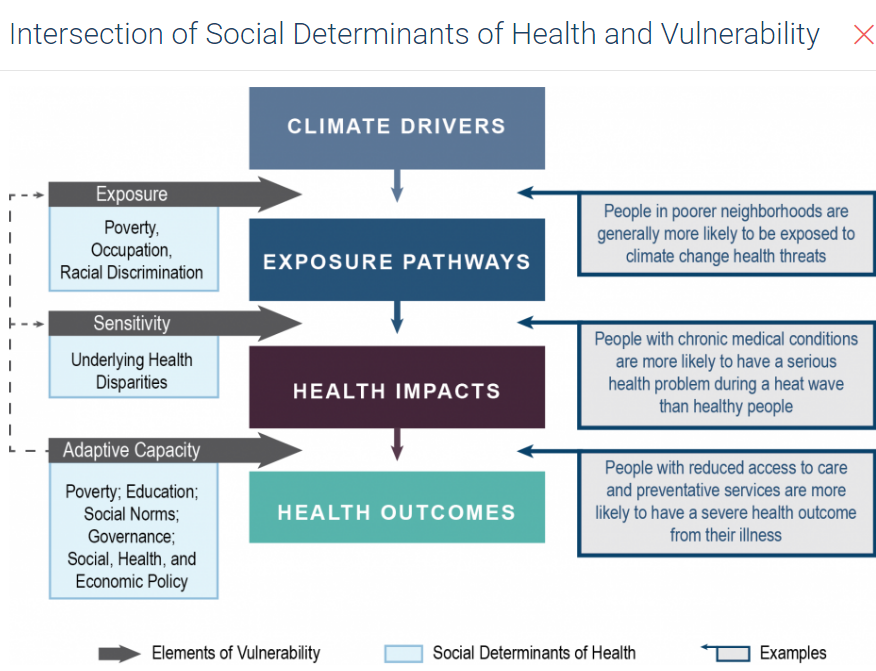 Intersection of Social Determinants of Health and Vulnerability
CLIMATE DRIVERS
Exposure
Poverty,
Occupation,
Racial Discrimination
People in poorer neighborhoods are
generally more likely to be exposed to
climate change health threats
EXPOSURE PATHWAYS
Sensitivity
Underlying Health
Disparities
People with chronic medical conditions
are more likely to have a serious
health problem during a heat wave
than healthy people
HEALTH IMPACTS
Adaptive Capacity
Poverty; Education;
Social Norms;
Governance;
Social, Health, and
Economic Policy
People with reduced access to care
and preventative services are more
likely to have a severe health outcome
from their illness
HEALTH OUTCOMES
Elements of Vulnerability
Social Determinants of Health
Examples